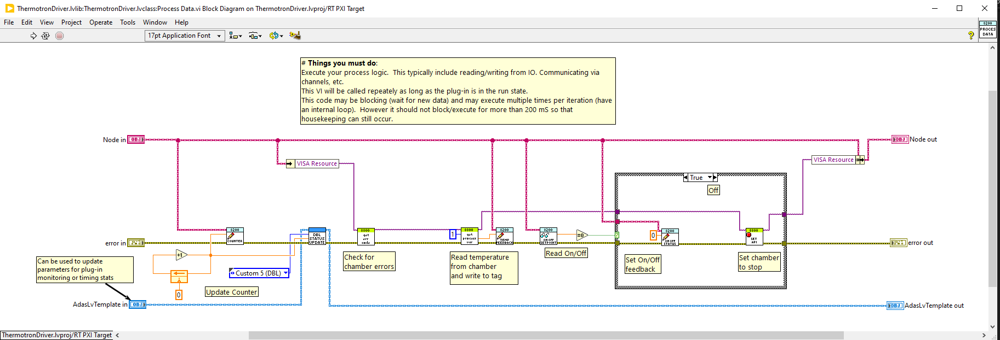 ThermotronDriver.lvlib:ThermotronDriver.lvclass:Process Data.vi Block Diagram on ThermotronDriver.lvproj/RT PXI Target
File Edit View Project Operate Tools Window Help
17pt Application Font
?
8200
PROCES
DATA
# Things you must do:
Execute your process logic.  This typically include reading/writing from IO. Communicating via
channels, etc.
This VI will be called repeately as long as the plug-in is in the run state.
This code may be blocking (wait for new data) and may execute multiple times per iteration (have
an internal loop).  However it should not block/execute for more than 200 mS so that
housekeeping can still occur.
Node in
OBJ
OBJ
Node out
VISA Resource
VISA Resource
True
Off
8200
COUNTER
DBL
STATUS
UPDATE
8800
get
err
code
1
8800
get
process
var
8200
TEMP
FEEDBACK
8200
ON OFF
SETPOINT
=0
?
0
8200
ON OFF
STATUS
8800
SET
API
error in
error out
+1
Check for
chamber errors
Read temperature
from chamber
and write to tag
Read On/Off
Set On/Off
feedback
Set chamber
to stop
Can be used to update
parameters for plug-in
monitoring or timing stats
Custom 5 (DBL)
0
Update Counter
AdasLvTemplate in
OBJ
OBJ
AdasLvTemplate out
ThermotronDriver.lvproj/RT PXI Target